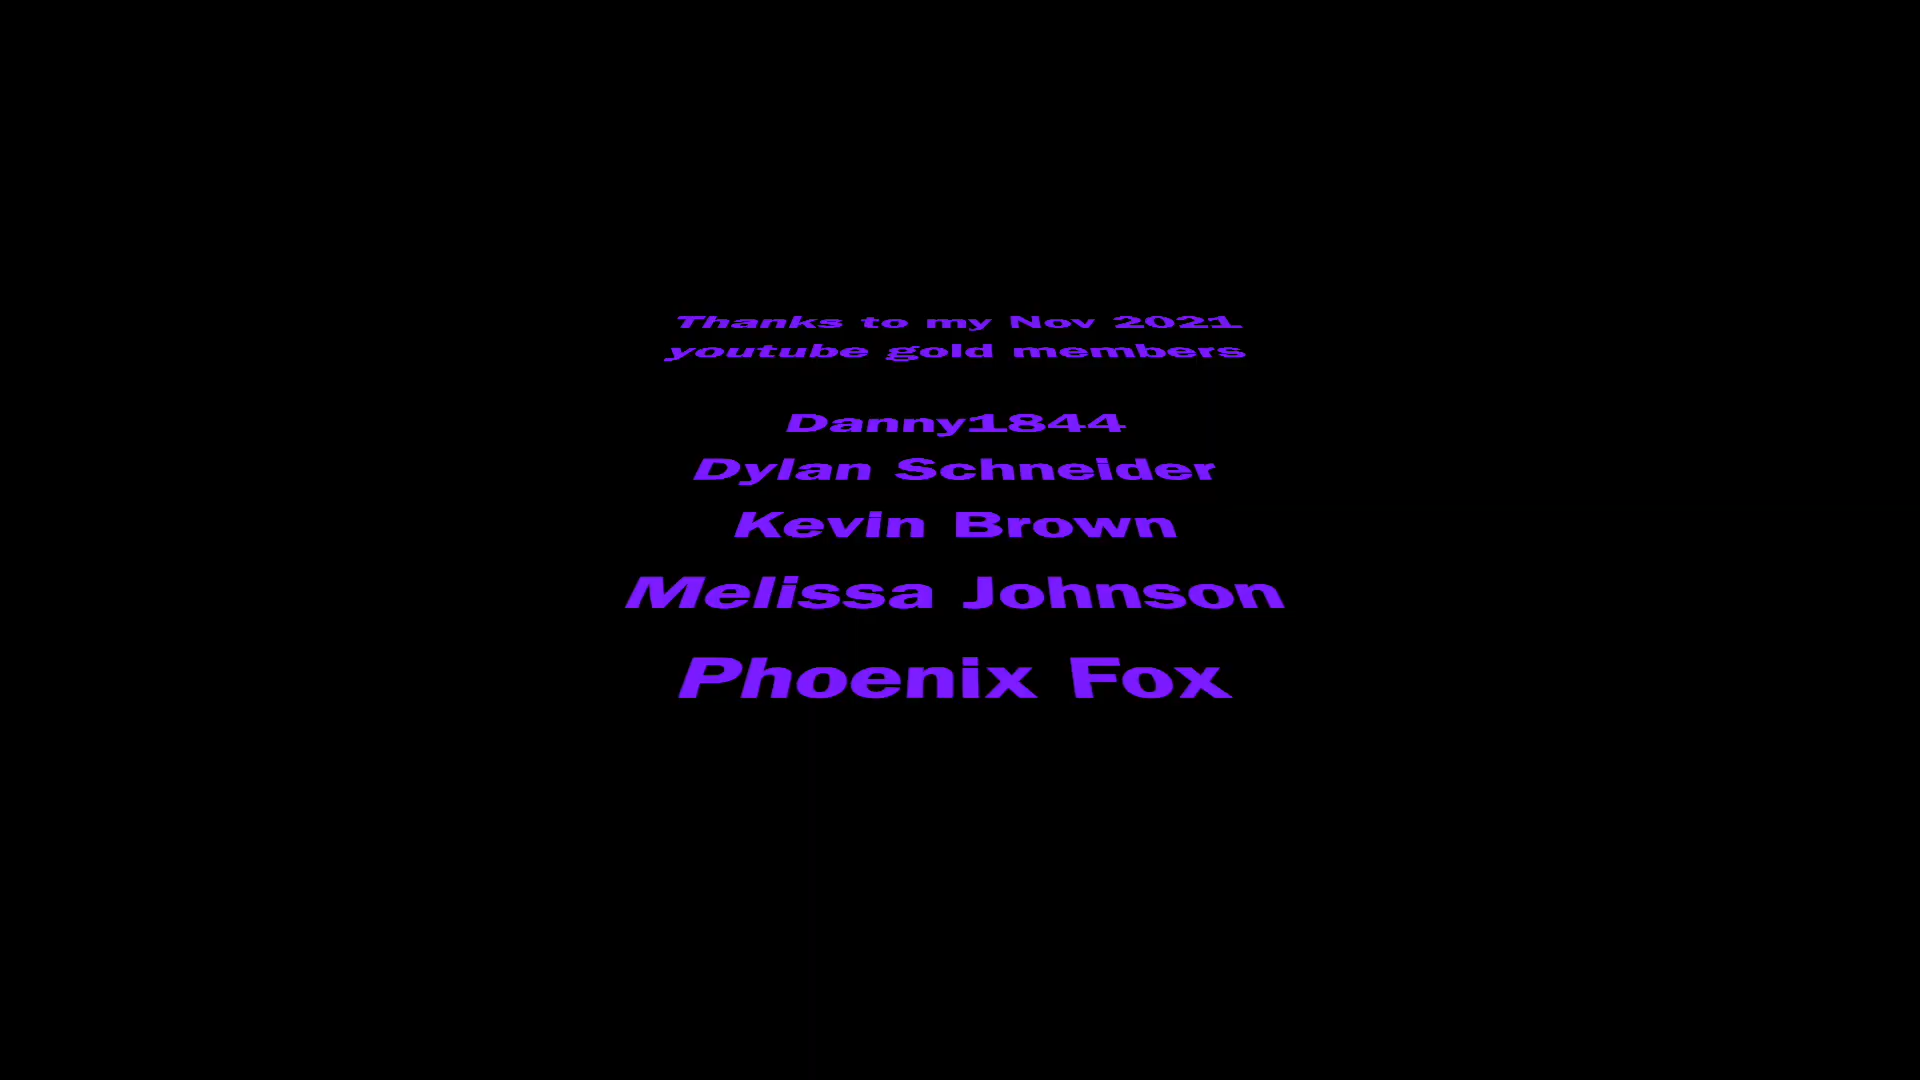 Thanks to my Nov 2021
youtube gold members
Danny1844
Dylan Schneider
Kevin Brown
Melissa Johnson
Phoenix Fox